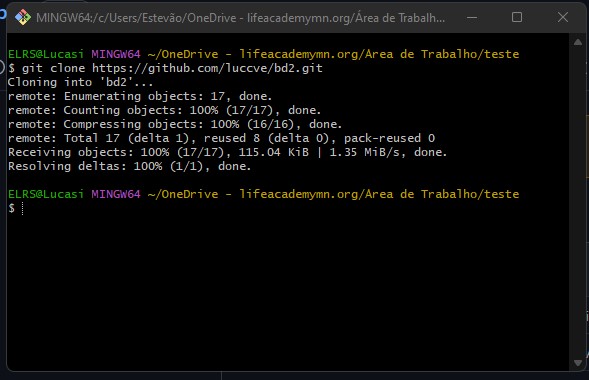 MINGW64:/c/Users/Estevão/OneDrive - lifeacademymn.org/Área de Trabalh...
ELRS@Lucasi MINGW64 ~/OneDrive - lifeacademymn.org/Área de Trabalho/teste
$ git clone https://github.com/luccve/bd2.git
Cloning into 'bd2'...
remote: Enumerating objects: 17, done.
remote: Counting objects: 100% (17/17), done.
remote: Compressing objects: 100% (16/16), done.
remote: Total 17 (delta 1), reused 8 (delta 0), pack-reused 0
Receiving objects: 100% (17/17), 115.04 KiB | 1.35 MiB/s, done.
Resolving deltas: 100% (1/1), done.
ELRS@Lucasi MINGW64 ~/OneDrive - lifeacademymn.org/Área de Trabalho/teste
$